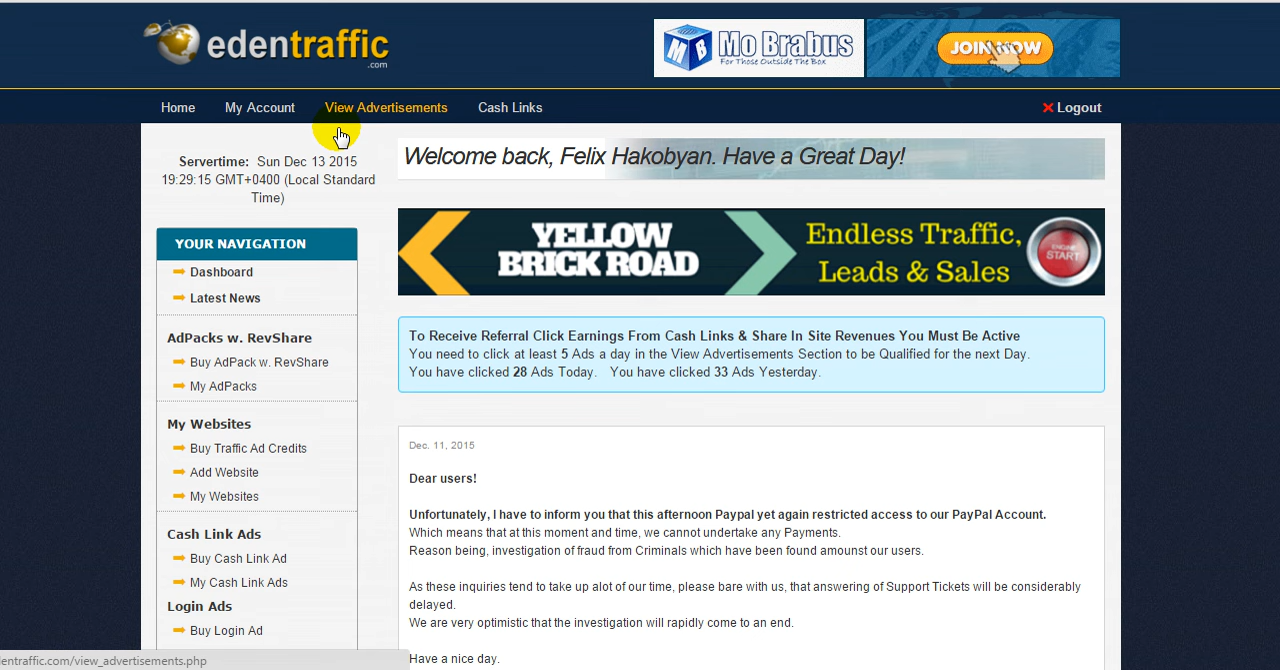 edentraffic
.com
MB Mo Brabus
For Those Outside The Box
JOIN NOW
Home My Account View Advertisements Cash Links Logout
Servertime: Sun Dec 13 2015
19:29:15 GMT+0400 (Local Standard
Time)
Welcome back, Felix Hakobyan. Have a Great Day!
YELLOW
BRICK ROAD
Endless Traffic,
Leads & Sales
ENGINE
START
YOUR NAVIGATION
Dashboard
Latest News
AdPacks w. RevShare
Buy AdPack w. RevShare
My AdPacks
My Websites
Buy Traffic Ad Credits
Add Website
My Websites
Cash Link Ads
Buy Cash Link Ad
My Cash Link Ads
Login Ads
Buy Login Ad
To Receive Referral Click Earnings From Cash Links & Share In Site Revenues You Must Be Active
You need to click at least 5 Ads a day in the View Advertisements Section to be Qualified for the next Day.
You have clicked 28 Ads Today. You have clicked 33 Ads Yesterday.
Dec. 11, 2015
Dear users!
Unfortunately, I have to inform you that this afternoon Paypal yet again restricted access to our PayPal Account.
Which means that at this moment and time, we cannot undertake any Payments.
Reason being, investigation of fraud from Criminals which have been found amounst our users.
As these inquiries tend to take up alot of our time, please bare with us, that answering of Support Tickets will be considerably
delayed.
We are very optimistic that the investigation will rapidly come to an end.
Have a nice day.
entraffic.com/view_advertisements.php